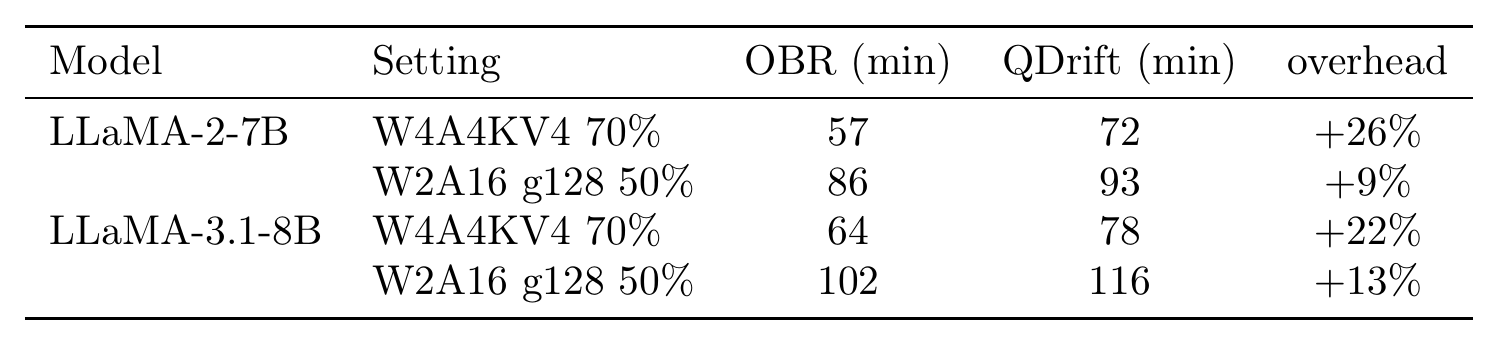 Model Setting OBR (min) QDrift (min) overhead
LLaMA-2-7B W4A4KV4 70% 57 72 +26%
W2A16 g128 50% 86 93 +9%
LLaMA-3.1-8B W4A4KV4 70% 64 78 +22%
W2A16 g128 50% 102 116 +13%